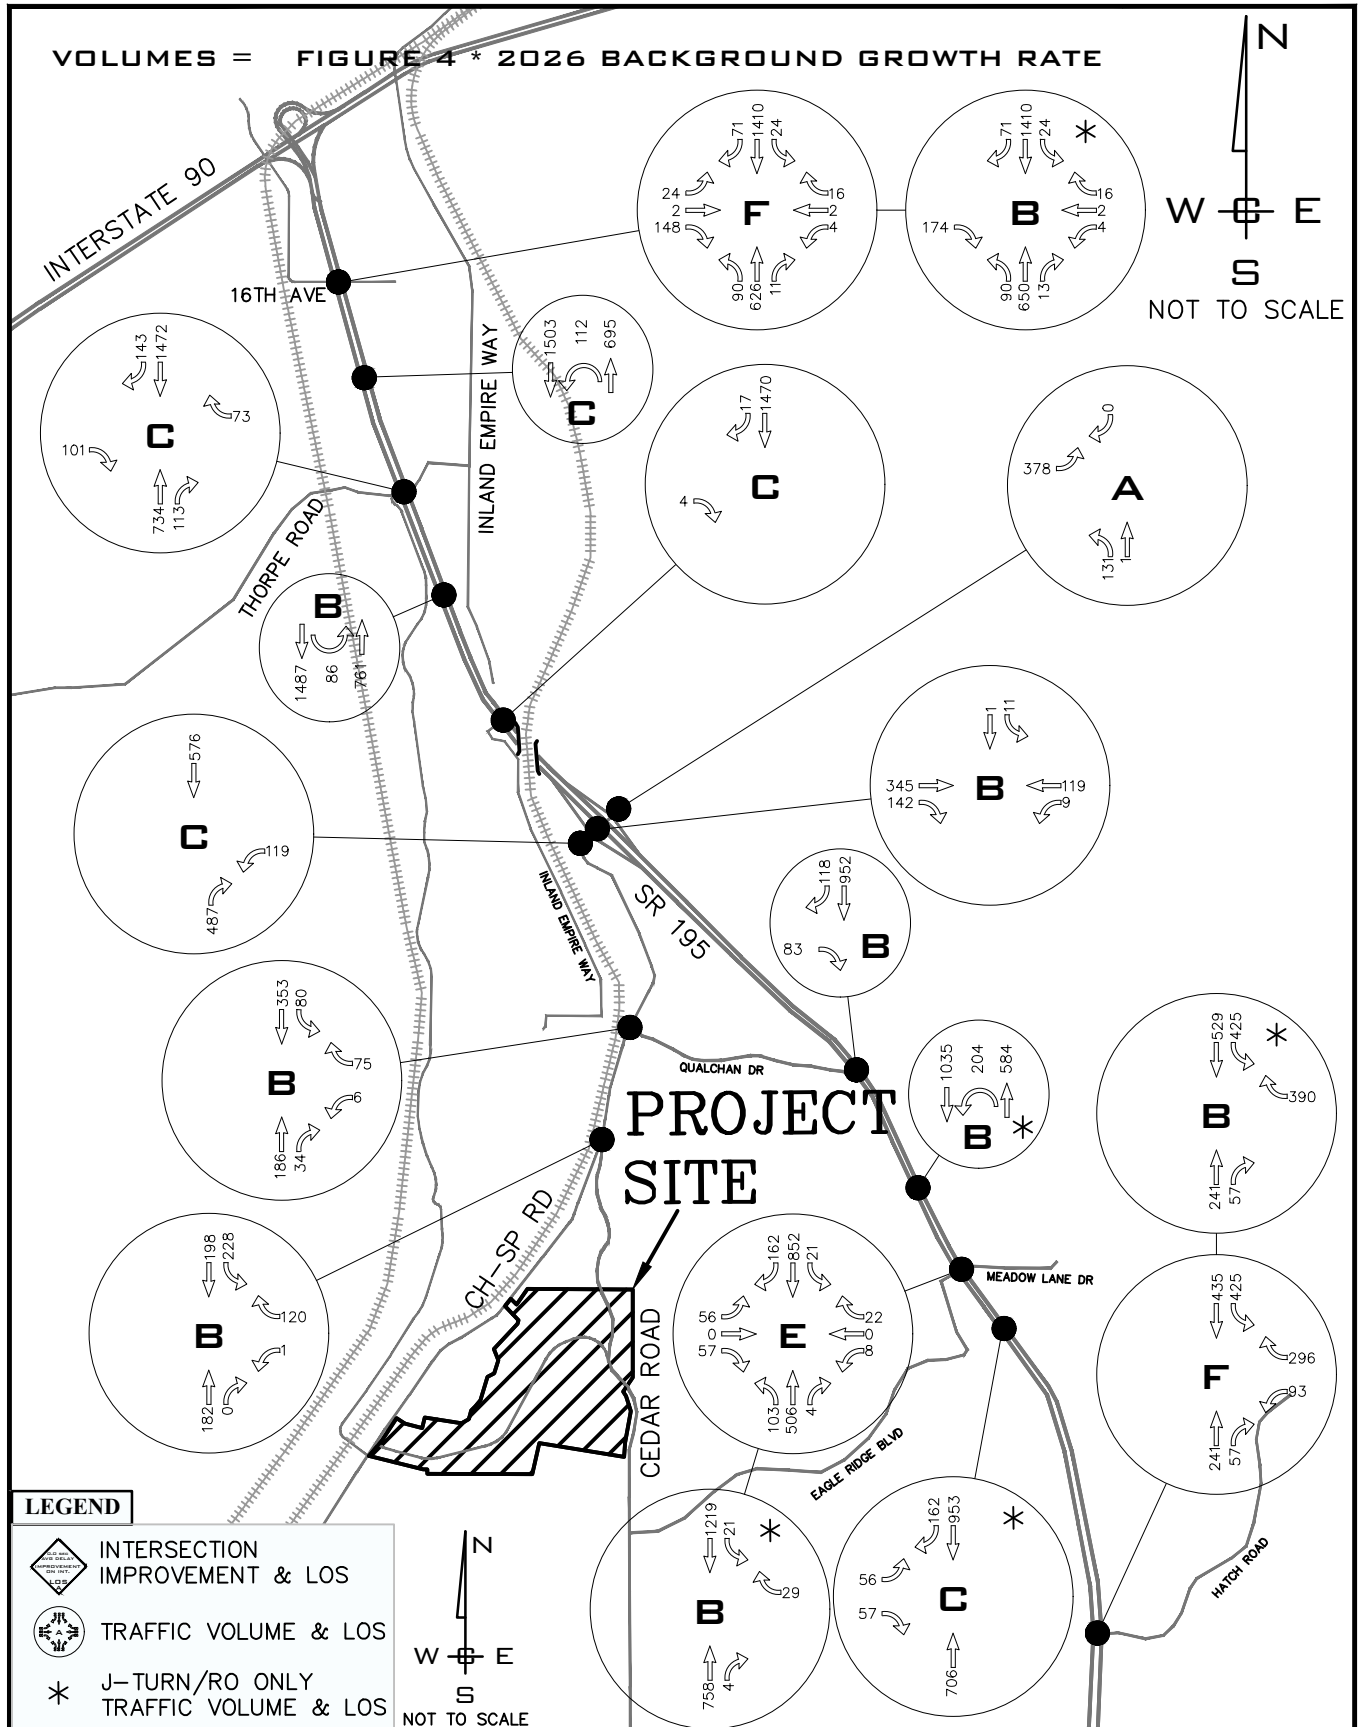 VOLUMES = FIGURE 4 * 2026 BACKGROUND GROWTH RATE
N
W C E
S
NOT TO SCALE
INTERSTATE 90
16TH AVE
71 1410 24
24
2
148
F
16
2
4
90 626 11
71 1410 24
*
174
B
16
2
4
90 650 13
143 1472
73
101
C
734 113
1503 112 695
C
INLAND EMPIRE WAY
17 1470
4
C
0
378
A
131 1
THORPE ROAD
B
1487 86 761
576
C
119
487
1 11
345
142
B
119
9
INLAND EMPIRE WAY
SR 195
118 952
83
B
353 80
75
B
6
186 34
QUALCHAN DR
1035 204 584
B *
529 425
*
390
B
241 57
PROJECT
SITE
198 228
120
B
1
182 0
CH-SP RD
CEDAR ROAD
162 852 21
56
0
57
E
22
0
8
103 506 4
MEADOW LANE DR
435 425
296
F
93
241 57
EAGLE RIDGE BLVD
HATCH ROAD
1219 21
*
29
B
758 4
162 953
*
56
57
C
706
LEGEND
INTERSECTION
IMPROVEMENT & LOS
A
TRAFFIC VOLUME & LOS
* J-TURN/RO ONLY
TRAFFIC VOLUME & LOS
N
W C E
S
NOT TO SCALE